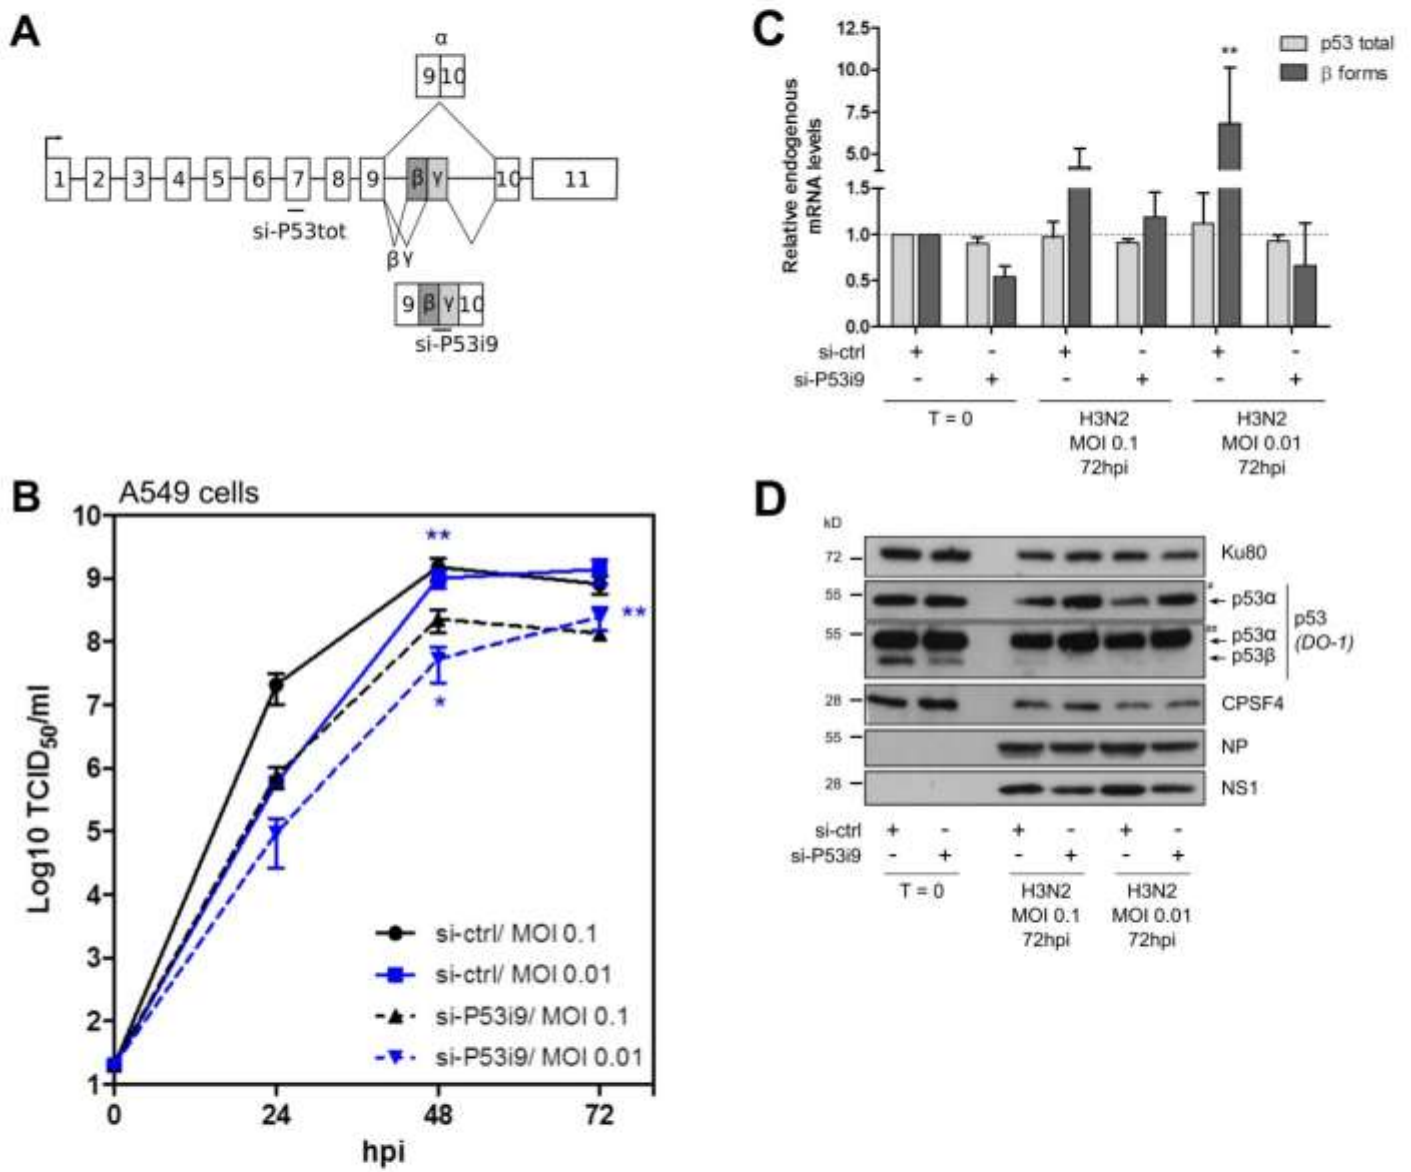 A
α
9 10
1 2 3 4 5 6 7 8 9 β γ 10 11
si-P53tot
β γ
9 β γ 10
si-P53i9
B
A549 cells
**
**
*
10
9
8
7
6
5
4
3
2
1
Log10 TCID50/ml
si-ctrl/ MOI 0.1
si-ctrl/ MOI 0.01
si-P53i9/ MOI 0.1
si-P53i9/ MOI 0.01
0 24 48 72
hpi
C
12.5
10.0
7.5
5.0
1.5
1.0
0.5
0.0
Relative endogenous
mRNA levels
**
p53 total
β forms
si-ctrl + - + - + -
si-P53i9 - + - + - +
T = 0 H3N2 H3N2
MOI 0.1 MOI 0.01
72hpi 72hpi
D
kD
72 Ku80
55 p53α
55 p53α
p53β
p53
(DO-1)
28 CPSF4
55 NP
28 NS1
si-ctrl + - + - + -
si-P53i9 - + - + - +
T = 0 H3N2 H3N2
MOI 0.1 MOI 0.01
72hpi 72hpi